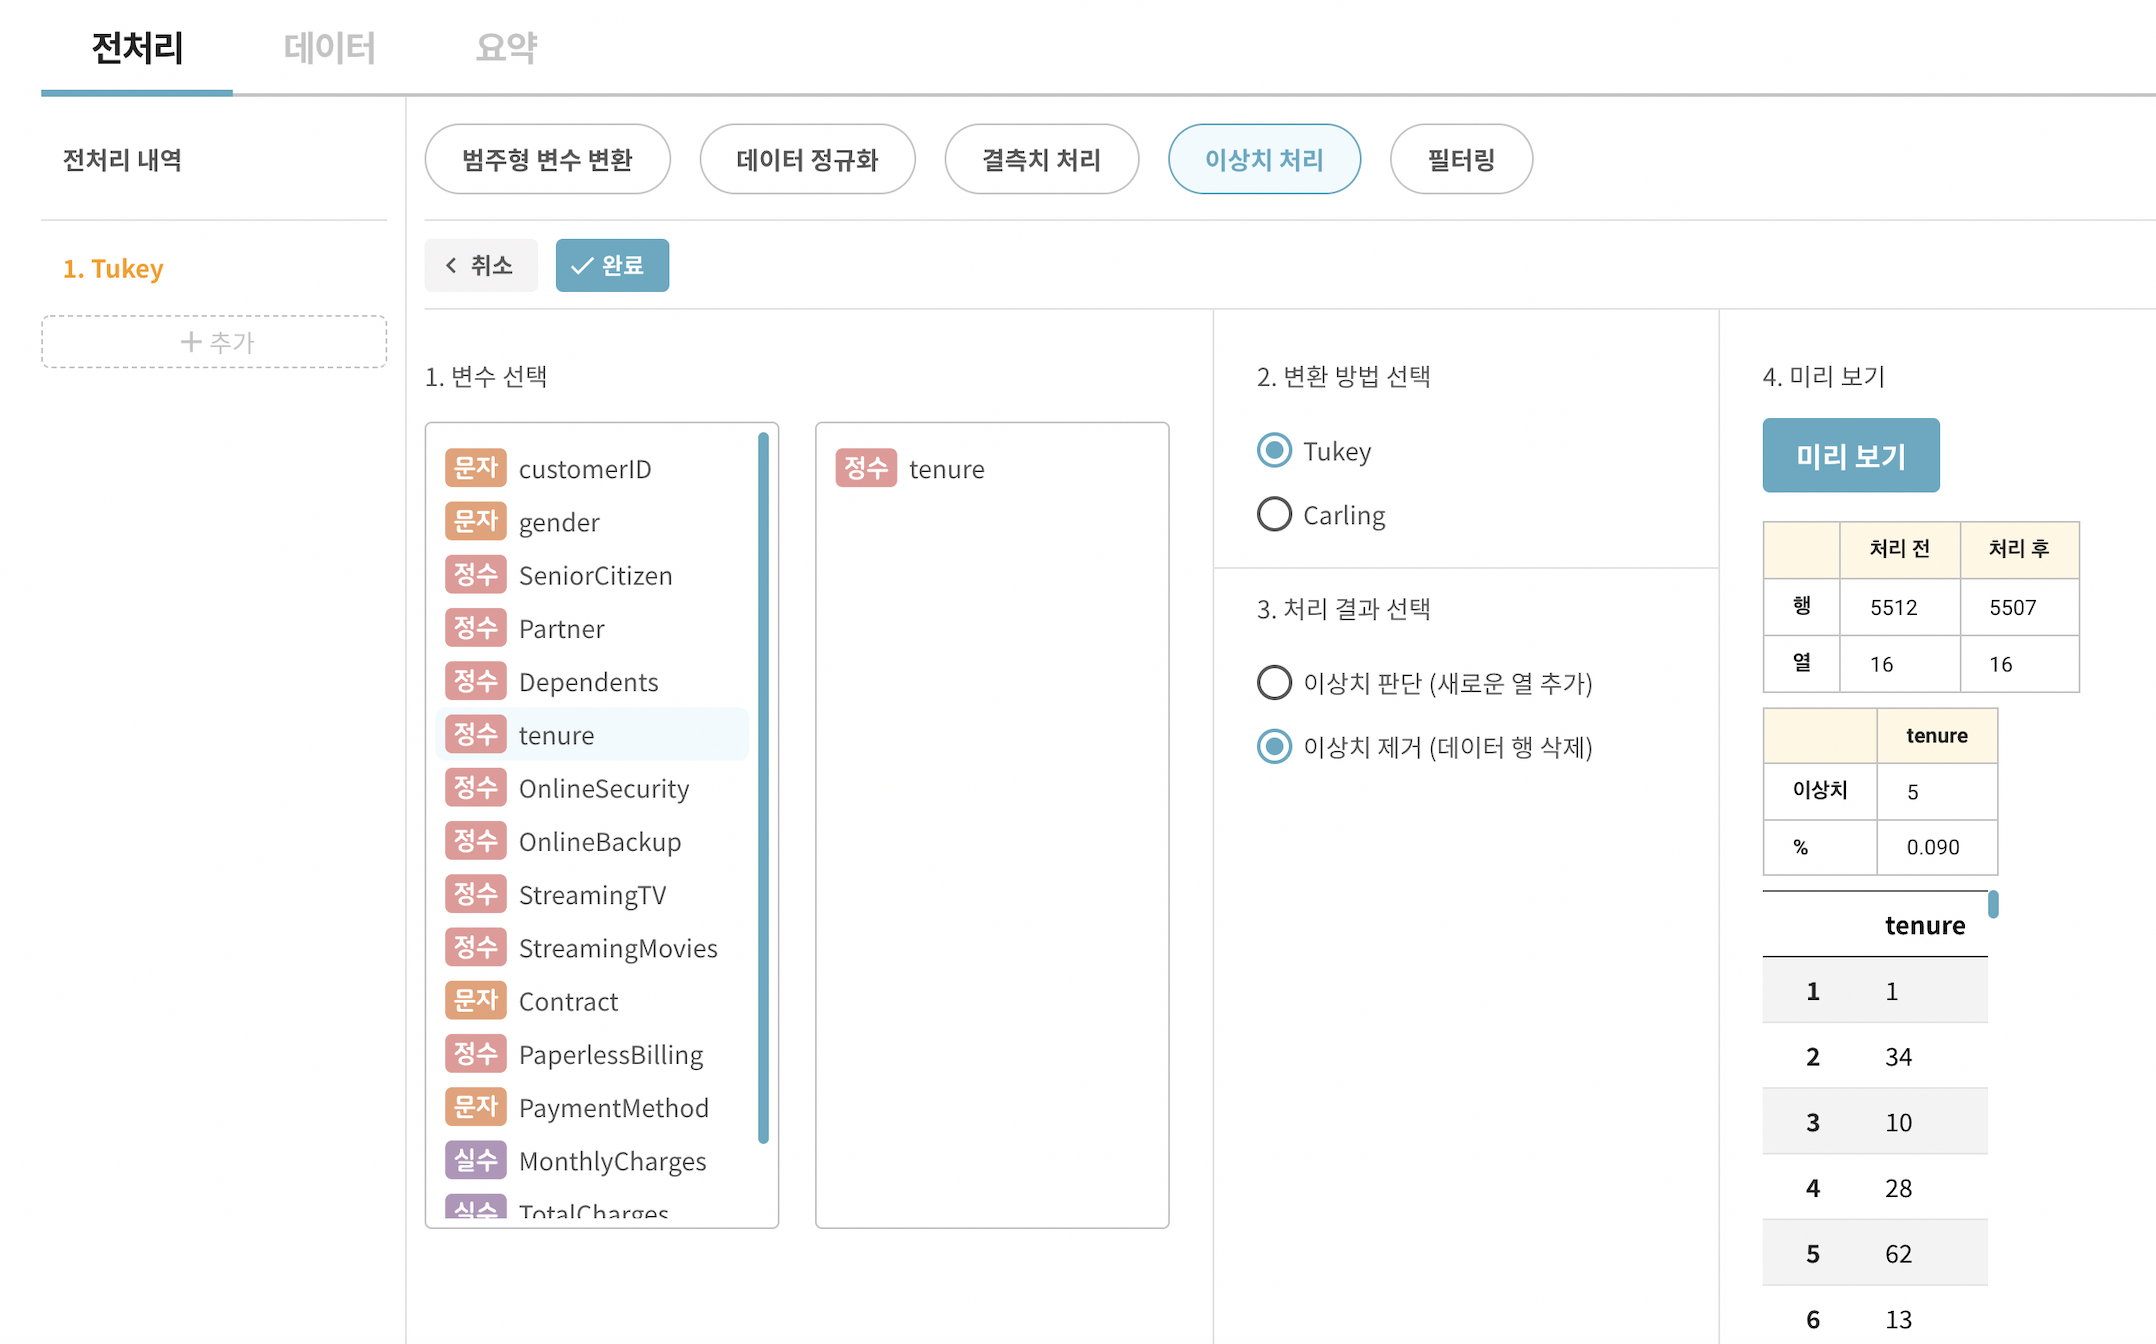 전처리 데이터 요약
전처리 내역
1. Tukey
+ 추가
범주형 변수 변환 데이터 정규화 결측치 처리 이상치 처리 필터링
< 취소 ✓ 완료
1. 변수 선택
문자 customerID
문자 gender
정수 SeniorCitizen
정수 Partner
정수 Dependents
정수 tenure
정수 OnlineSecurity
정수 OnlineBackup
정수 StreamingTV
정수 StreamingMovies
문자 Contract
정수 PaperlessBilling
문자 PaymentMethod
실수 MonthlyCharges
실수 TotalCharges
정수 tenure
2. 변환 방법 선택
Tukey
Carling
3. 처리 결과 선택
이상치 판단 (새로운 열 추가)
이상치 제거 (데이터 행 삭제)
4. 미리 보기
미리 보기
처리 전 처리 후
행 5512 5507
열 16 16
tenure
이상치 5
% 0.090
tenure
1 1
2 34
3 10
4 28
5 62
6 13